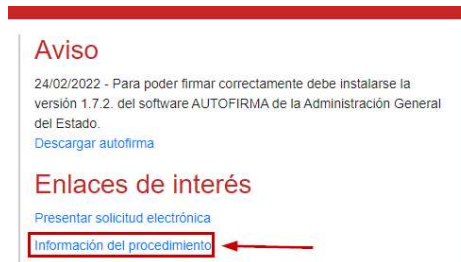 Aviso
24/02/2022 - Para poder firmar correctamente debe instalarse la
versión 1.7.2. del software AUTOFIRMA de la Administración General
del Estado.
Descargar autofirma
Enlaces de interés
Presentar solicitud electrónica
Información del procedimiento